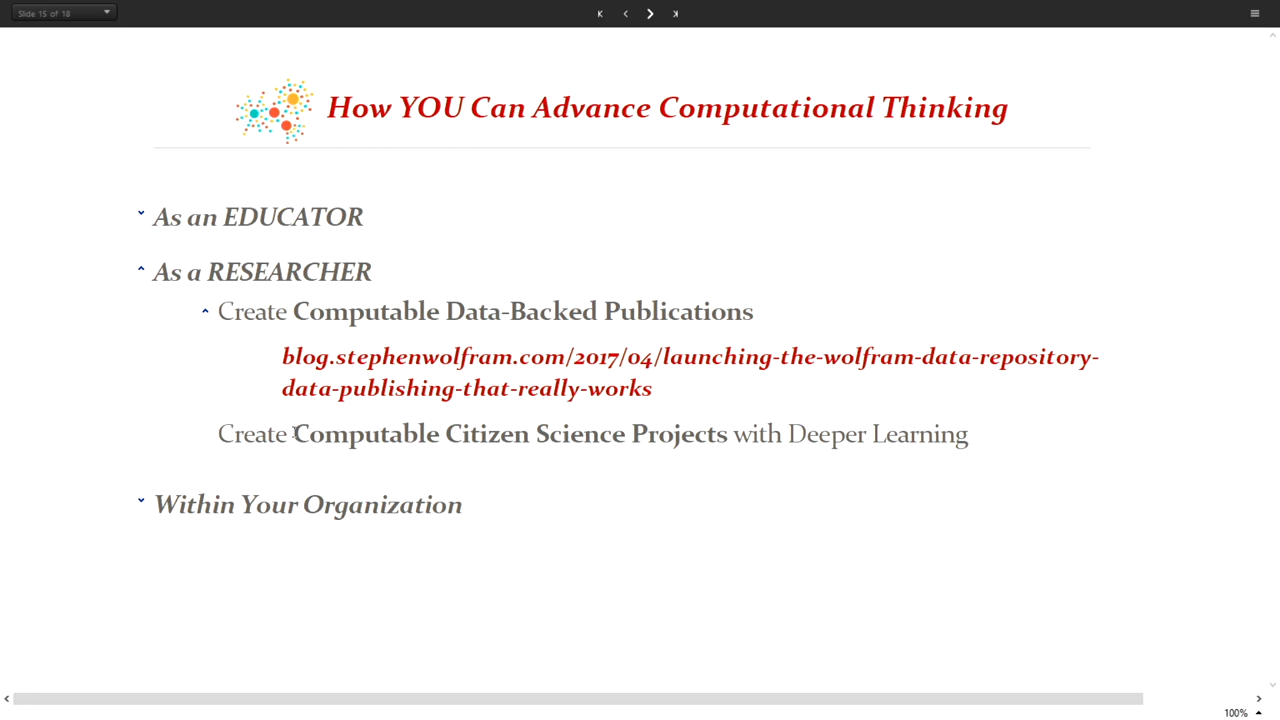 Slide 15 of 18
How YOU Can Advance Computational Thinking
As an EDUCATOR
As a RESEARCHER
Create Computable Data-Backed Publications
blog.stephenwolfram.com/2017/04/launching-the-wolfram-data-repository-
data-publishing-that-really-works
Create Computable Citizen Science Projects with Deeper Learning
Within Your Organization
100%